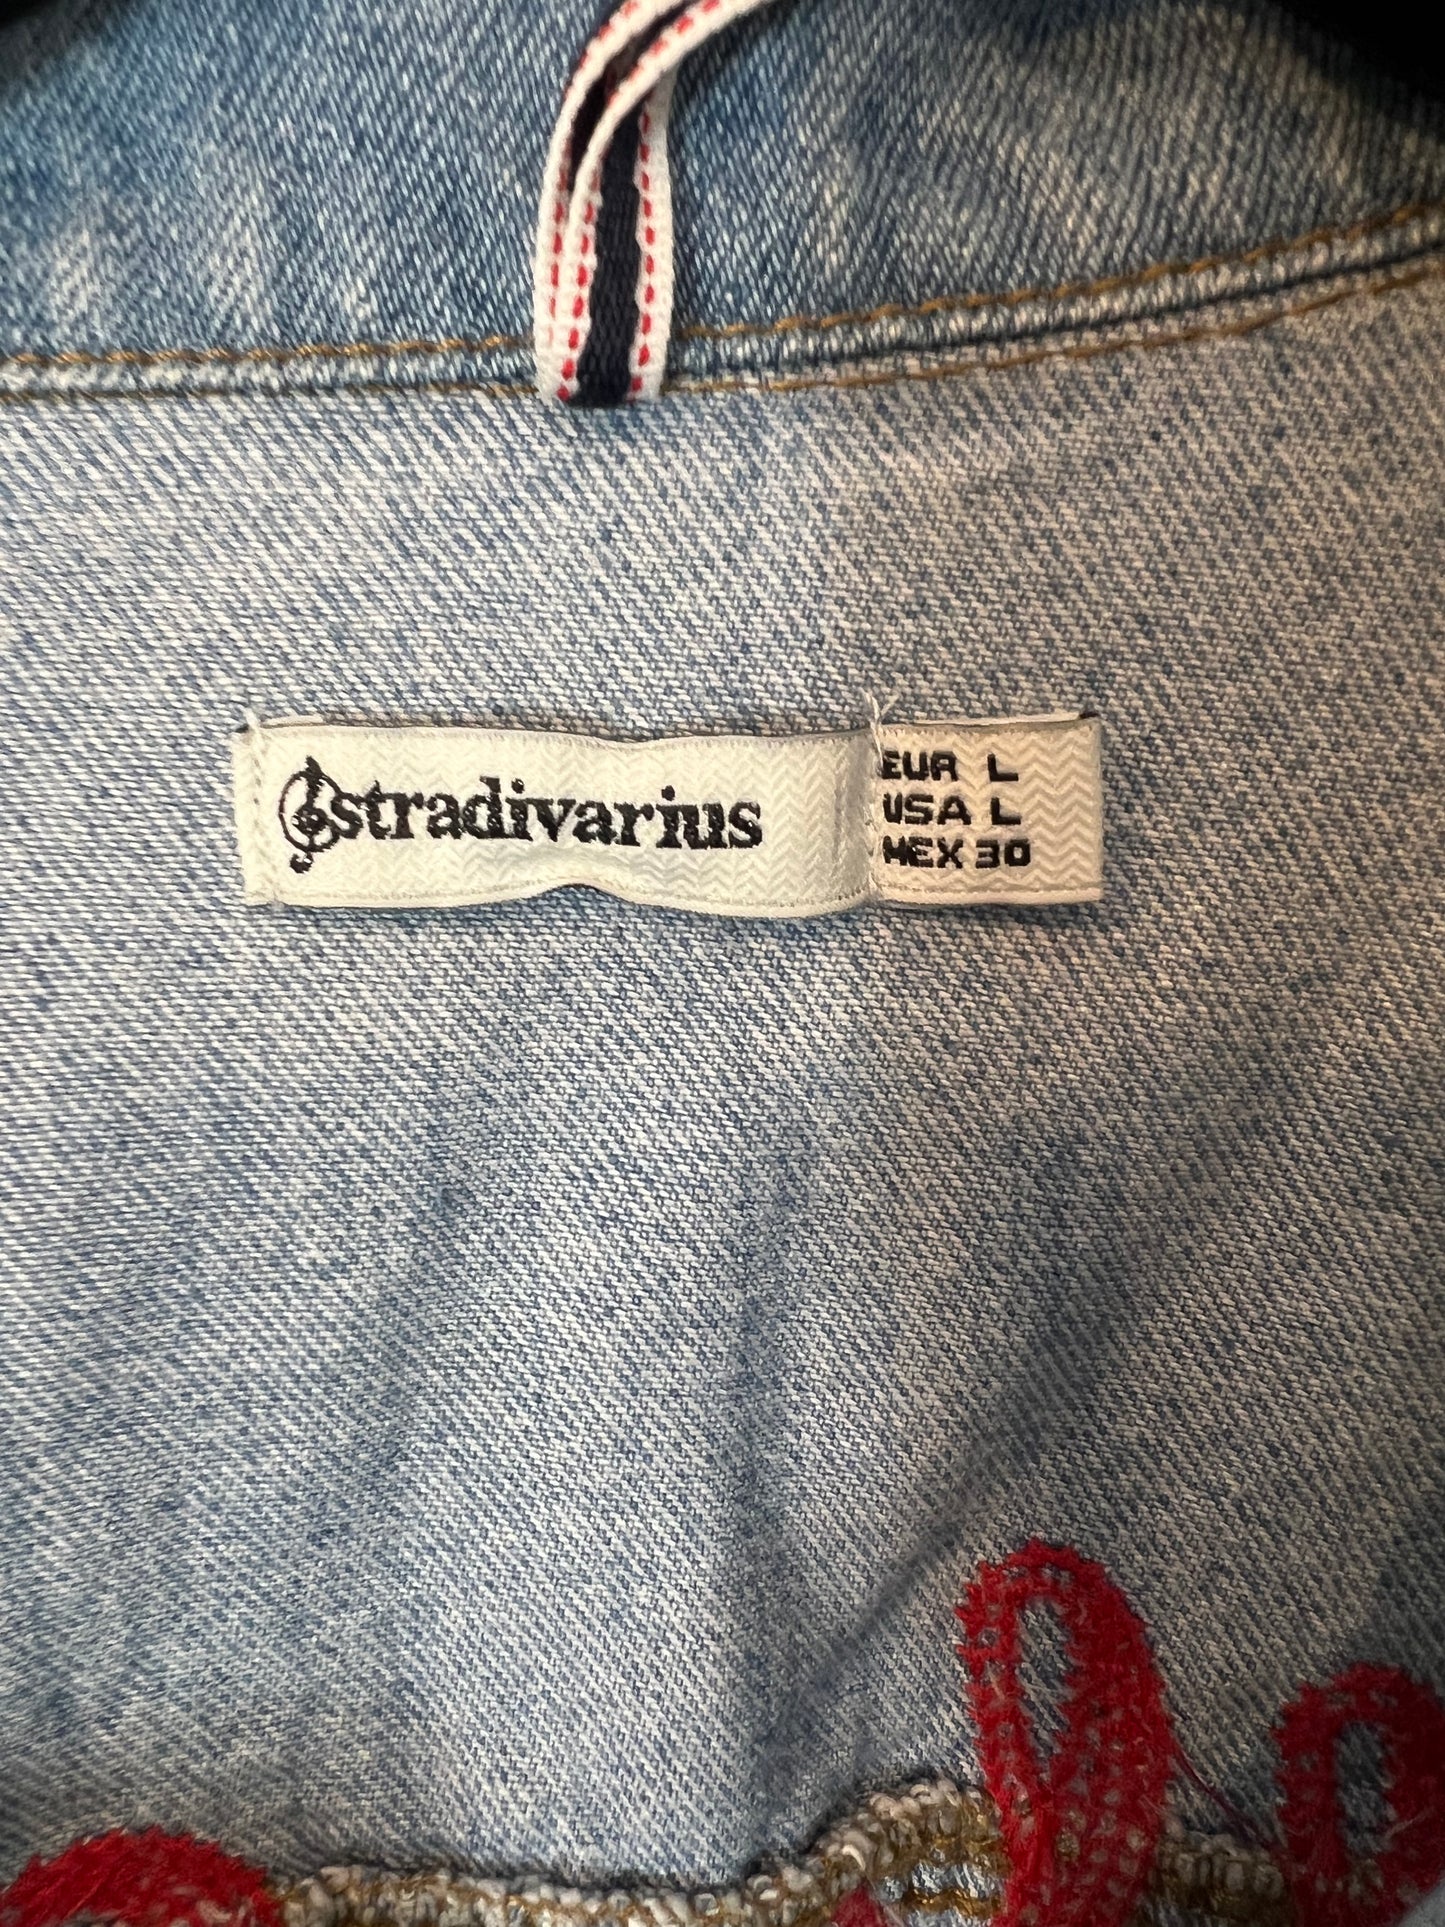 stradivarius
EUR L
USA L
MEX 30